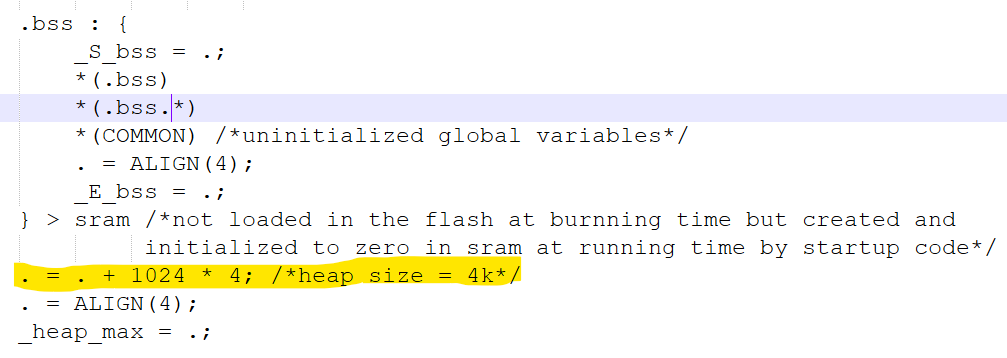 .bss : {
_S_bss = .;
*(.bss)
*(.bss.*)
*(COMMON) /*uninitialized global variables*/
. = ALIGN(4);
_E_bss = .;
} > sram /*not loaded in the flash at burnning time but created and
initialized to zero in sram at running time by startup code*/
. = . + 1024 * 4; /*heap size = 4k*/
. = ALIGN(4);
_heap_max = .;